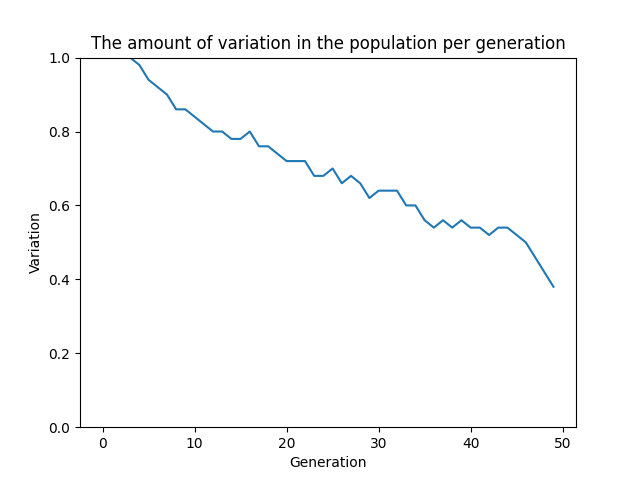 The amount of variation in the population per generation
1.0
0.8
0.6
0.4
0.2
0.0
Variation
0 10 20 30 40 50
Generation